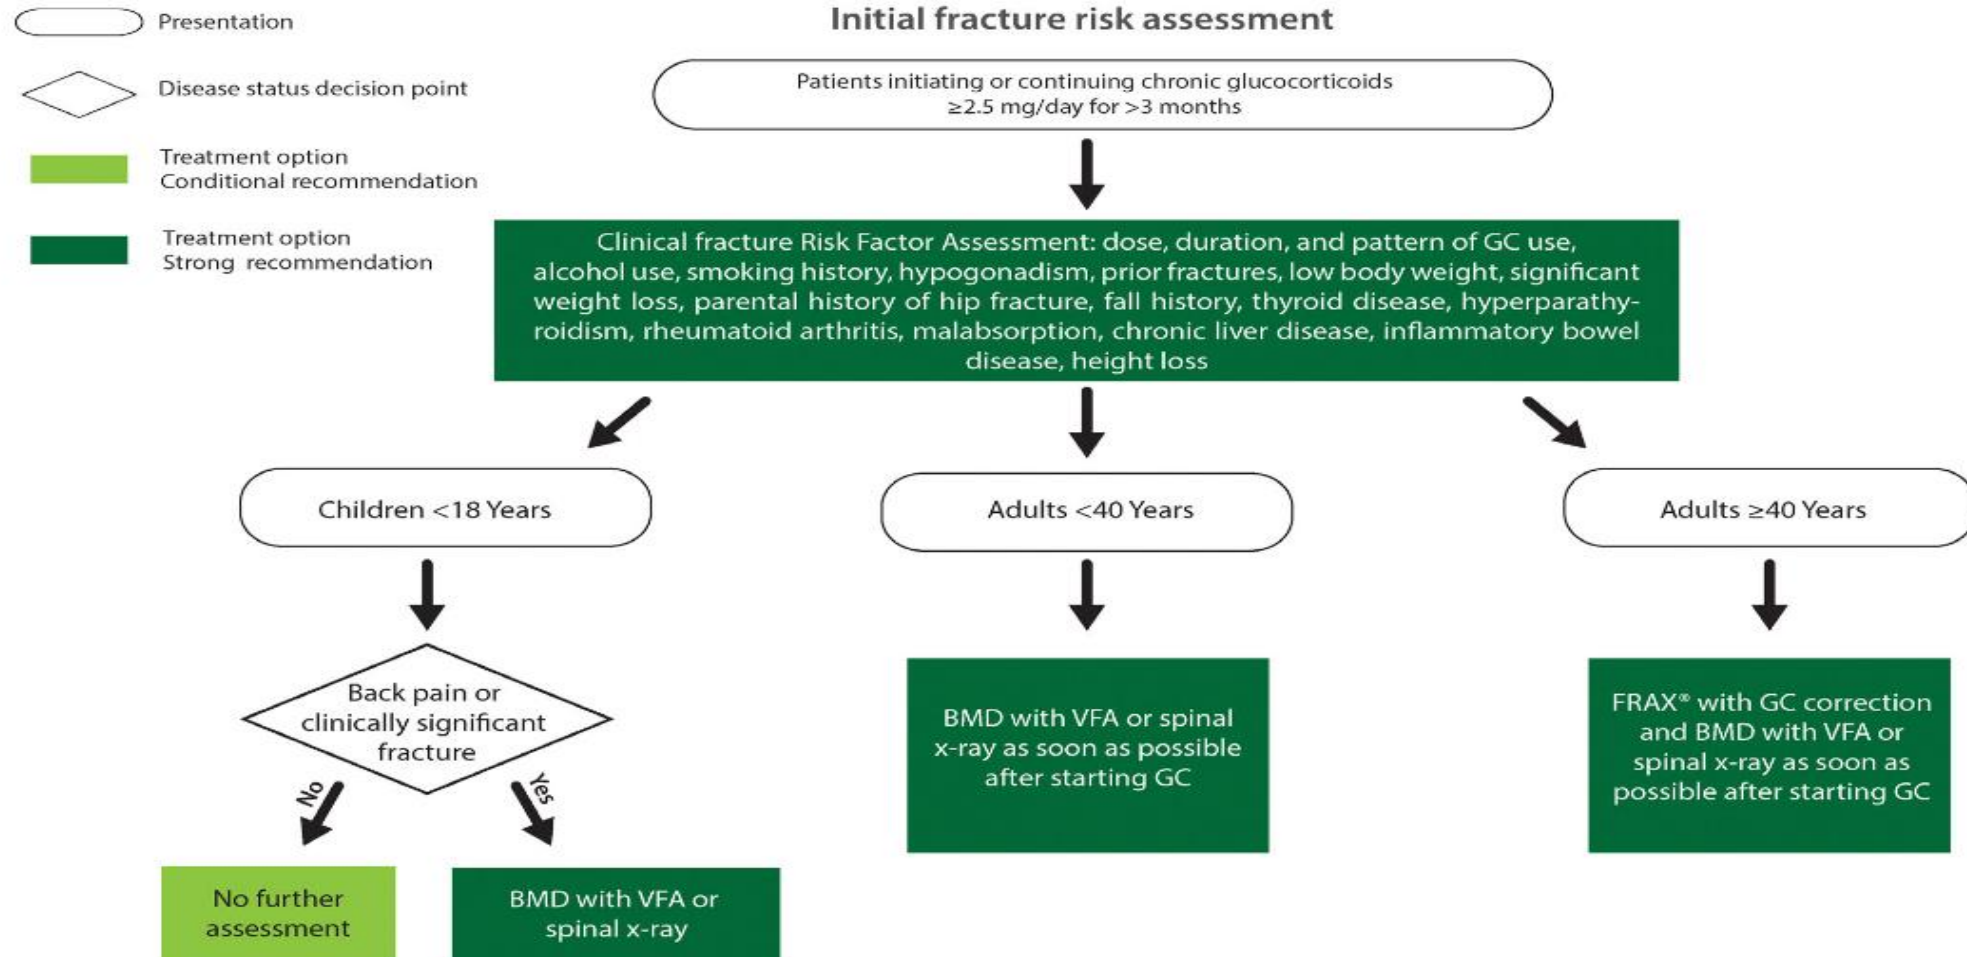 Initial fracture risk assessment
Presentation
Disease status decision point
Treatment option
Conditional recommendation
Treatment option
Strong recommendation
Patients initiating or continuing chronic glucocorticoids
≥2.5 mg/day for >3 months
Clinical fracture Risk Factor Assessment: dose, duration, and pattern of GC use,
alcohol use, smoking history, hypogonadism, prior fractures, low body weight, significant
weight loss, parental history of hip fracture, fall history, thyroid disease, hyperparathy-
roidism, rheumatoid arthritis, malabsorption, chronic liver disease, inflammatory bowel
disease, height loss
Children <18 Years
Adults <40 Years
Adults ≥40 Years
Back pain or
clinically significant
fracture
No
Yes
No further
assessment
BMD with VFA or
spinal x-ray
BMD with VFA or spinal
x-ray as soon as possible
after starting GC
FRAX® with GC correction
and BMD with VFA or
spinal x-ray as soon as
possible after starting GC